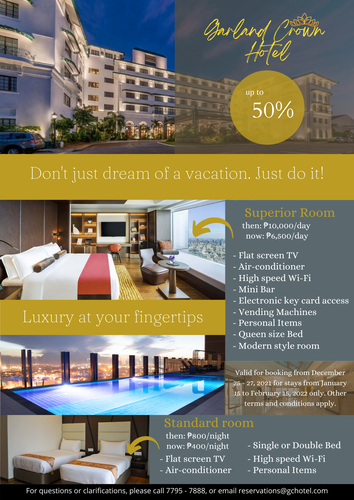 Garland Crown
Hotel
up to
50%
Don't just dream of a vacation. Just do it!
Superior Room
then: ₱10,000/day
now: ₱6,500/day
- Flat screen TV
- Air-conditioner
- High speed Wi-Fi
- Mini Bar
- Electronic key card access
- Vending Machines
- Personal Items
- Queen size Bed
- Modern style room
Luxury at your fingertips
Valid for booking from December
25 - 27, 2021 for stays from January
15 to February 15, 2022 only. Other
terms and conditions apply.
Standard room
then: ₱800/night
now: ₱400/night
- Flat screen TV
- Air-conditioner
- Single or Double Bed
- High speed Wi-Fi
- Personal Items
For questions or clarifications, please call 7795 - 7888, or email reservations@gchotel.com